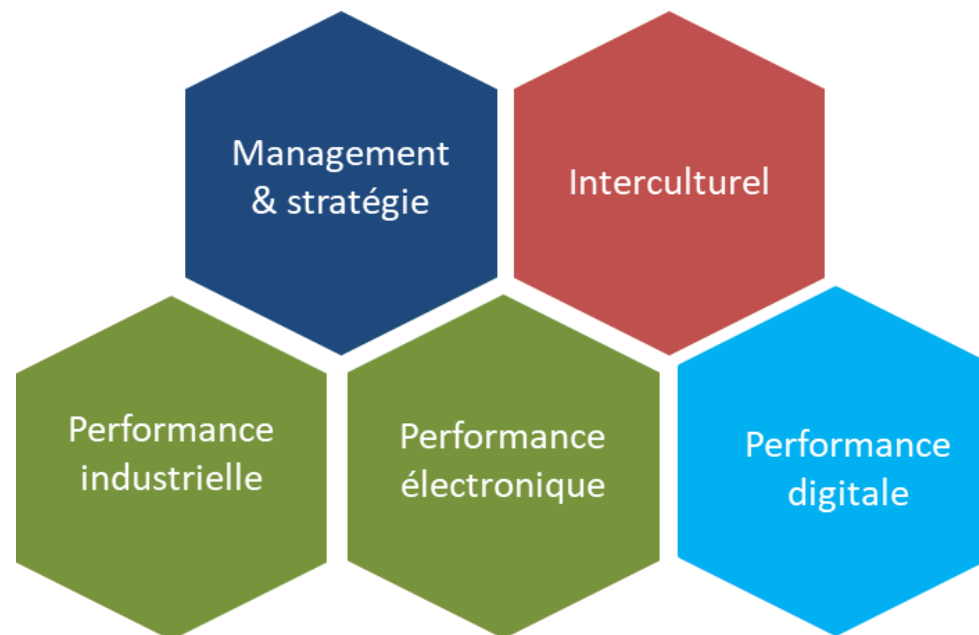 Management
& stratégie
Interculturel
Performance
industrielle
Performance
électronique
Performance
digitale